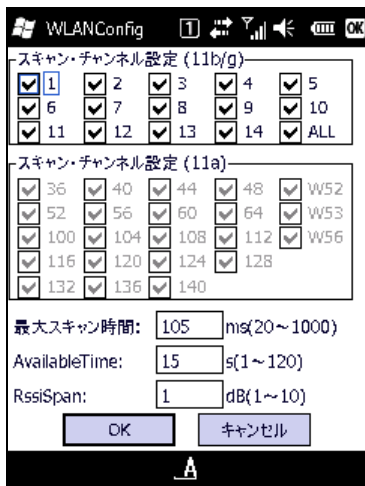 WLANConfig 1 OK
スキャン・チャンネル設定 (11b/g)
1 2 3 4 5
6 7 8 9 10
11 12 13 14 ALL
スキャン・チャンネル設定 (11a)
36 40 44 48 W52
52 56 60 64 W53
100 104 108 112 W56
116 120 124 128
132 136 140
最大スキャン時間: 105 ms(20～1000)
AvailableTime: 15 s(1～120)
RssiSpan: 1 dB(1～10)
OK キャンセル
A